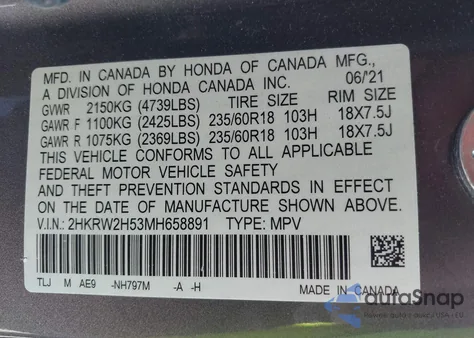 MFD. IN CANADA BY HONDA OF CANADA MFG.,
A DIVISION OF HONDA CANADA INC. 06/21
GVWR 2150KG (4739LBS) TIRE SIZE RIM SIZE
GAWR F 1100KG (2425LBS) 235/60R18 103H 18X7.5J
GAWR R 1075KG (2369LBS) 235/60R18 103H 18X7.5J
THIS VEHICLE CONFORMS TO ALL APPLICABLE
FEDERAL MOTOR VEHICLE SAFETY
AND THEFT PREVENTION STANDARDS IN EFFECT
ON THE DATE OF MANUFACTURE SHOWN ABOVE.
V.I.N.: 2HKRW2H53MH658891 TYPE: MPV
TLJ M AE9 -NH797M -A -H MADE IN CANADA
autoSnap